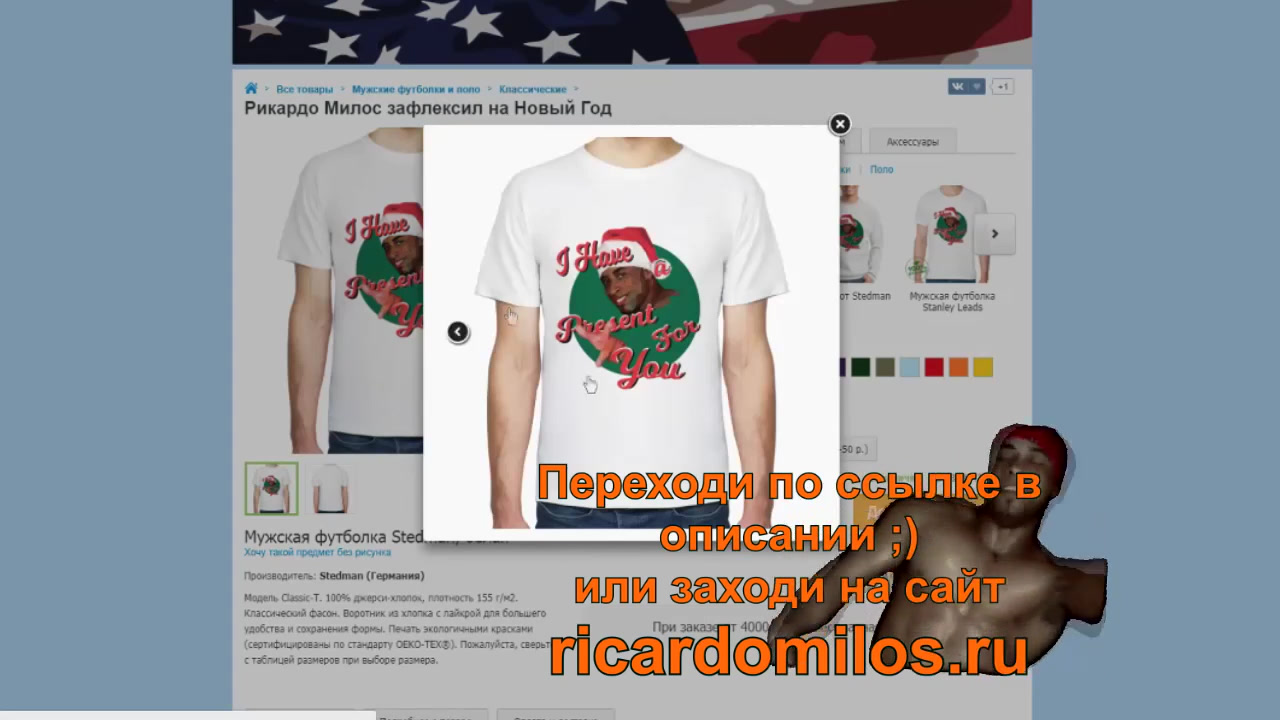 Все товары > Мужские футболки и поло > Классические >
+1
Рикардо Милос зафлексил на Новый Год
Аксессуары
Поло
I Have
Present
I Have a
Present For
You
от Stedman
Мужская футболка
Stanley Leads
-50 р.)
Переходи по ссылке в
описании ;)
или заходи на сайт
ricardomilos.ru
Мужская футболка
Хочу такой предмет без рисунка
Производитель: Stedman (Германия)
Модель Classic-T. 100% джерси-хлопок, плотность 155 г/м2.
Классический фасон. Воротник из хлопка с лайкрой для большего
удобства и сохранения формы. Печать экологичными красками
(сертифицированы по стандарту OEKO-TEX®). Пожалуйста, сверьт
с таблицей размеров при выборе размера.
При заказе от 4000